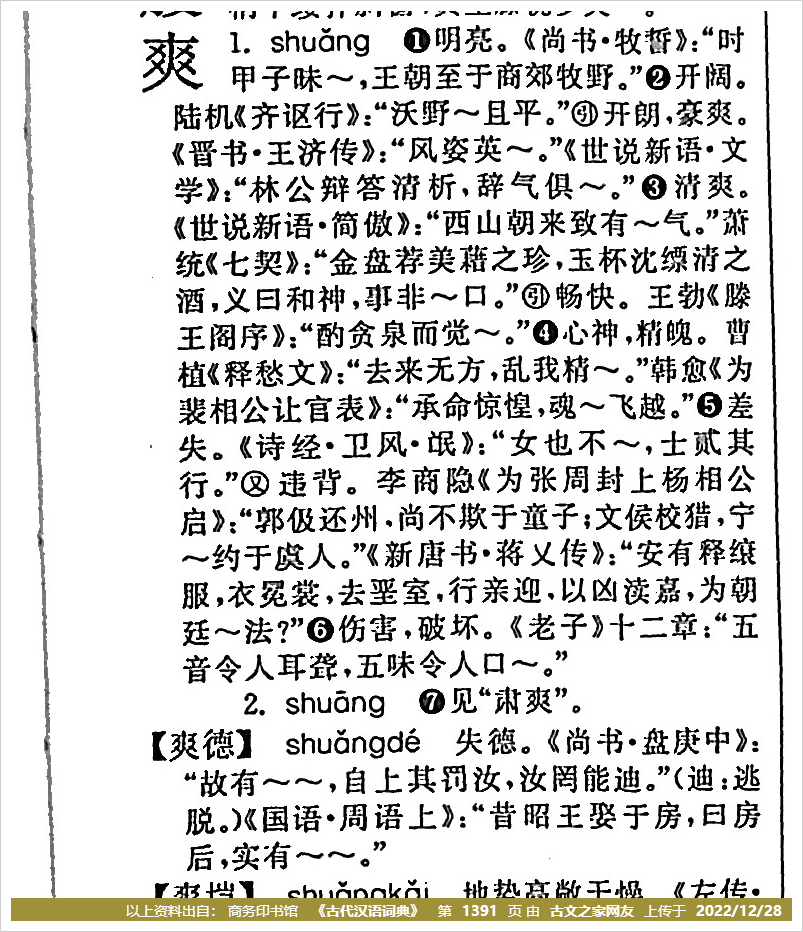 爽
1. shuǎng ❶明亮。《尚书·牧誓》：“时
甲子昧～，王朝至于商郊牧野。”❷开阔。
陆机《齐讴行》：“沃野～且平。”㊁开朗，豪爽。
《晋书·王济传》：“风姿英～。”《世说新语·文
学》：“林公辩答清析，辞气俱～。”❸清爽。
《世说新语·简傲》：“西山朝来致有～气。”萧
统《七契》：“金盘荐美藉之珍，玉杯沈缥清之
酒，义曰和神，事非～口。”引畅快。王勃《滕
王阁序》：“酌贪泉而觉～。”❹心神，精魄。曹
植《释愁文》：“去来无方，乱我精～。”韩愈《为
裴相公让官表》：“承命惊惶，魂～飞越。”❺差
失。《诗经·卫风·氓》：“女也不～，士贰其
行。”又违背。李商隐《为张周封上杨相公
启》：“郭伋还州，尚不欺于童子；文侯校猎，宁
～约于虞人。”《新唐书·蒋乂传》：“安有释缞
服，衣冕裳，去垩室，行亲迎，以凶渎嘉，为朝
廷～法？”❻伤害，破坏。《老子》十二章：“五
音令人耳聋，五味令人口～。”
2. shuāng ❼见“肃爽”。
【爽德】 shuǎngdé 失德。《尚书·盘庚中》：
“故有～～，自上其罚汝，汝罔能迪。”（迪：逃
脱。）《国语·周语上》：“昔昭王娶于房，曰房
后，实有～～。”
【爽垲】 shuǎngkǎi 地势高敞干燥。《左传·
以上资料出自： 商务印书馆 《古代汉语词典》 第 1391 页 由 古文之家网友 上传于 2022/12/28